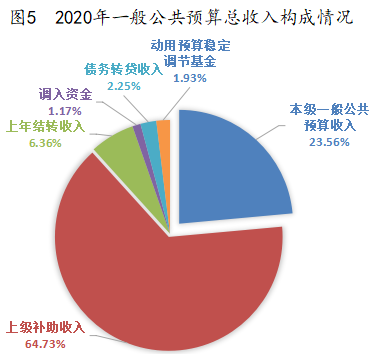 图5 2020年一般公共预算总收入构成情况
动用预算稳定
调节基金
1.93%
债务转贷收入
2.25%
调入资金
1.17%
上年结转收入
6.36%
本级一般公共
预算收入
23.56%
上级补助收入
64.73%